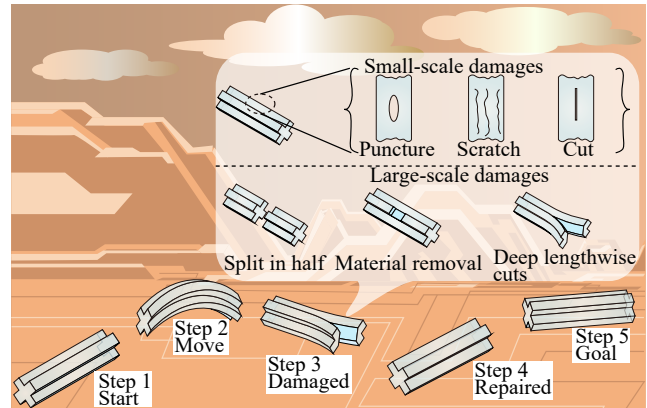 Small-scale damages
Puncture
Scratch
Cut
Large-scale damages
Split in half
Material removal
Deep lengthwise
cuts
Step 1
Start
Step 2
Move
Step 3
Damaged
Step 4
Repaired
Step 5
Goal